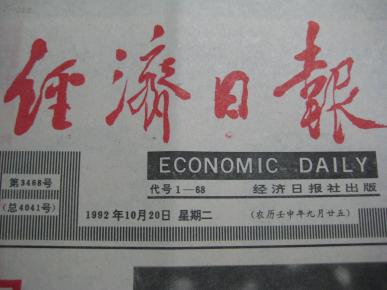 經濟日報
ECONOMIC DAILY
代号1—68 经济日报社出版
第3468号
(总4041号)
1992年10月20日 星期二 (农历壬申年九月廿五)